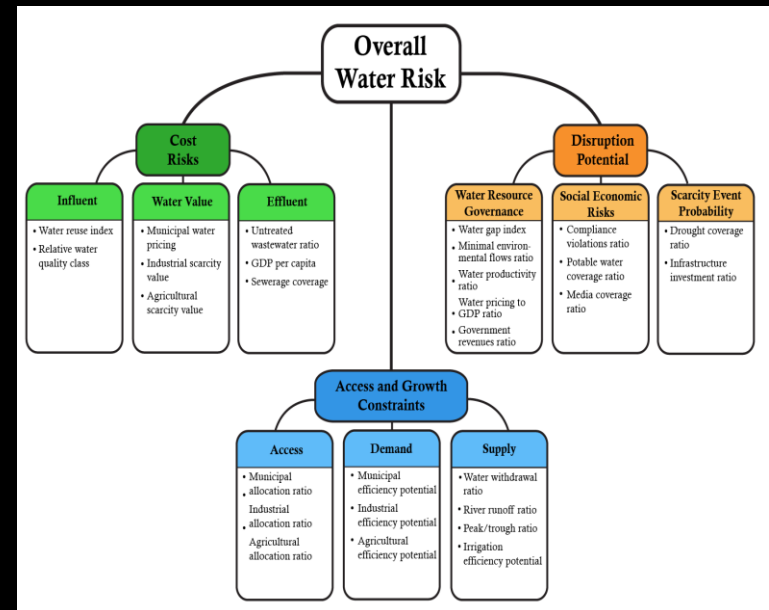 Overall
Water Risk
Cost
Risks
Influent
• Water reuse index
• Relative water
quality class
Water Value
• Municipal water
pricing
• Industrial scarcity
value
• Agricultural
scarcity value
Effluent
• Untreated
wastewater ratio
• GDP per capita
• Sewerage coverage
Disruption
Potential
Water Resource
Governance
• Water gap index
• Minimal environ-
mental flows ratio
• Water productivity
ratio
Water pricing to
• GDP ratio
• Government
revenues ratio
Social Economic
Risks
• Compliance
violations ratio
• Potable water
coverage ratio
• Media coverage
ratio
Scarcity Event
Probability
• Drought coverage
ratio
• Infrastructure
investment ratio
Access and Growth
Constraints
Access
• Municipal
• allocation ratio
Industrial
• allocation ratio
Agricultural
allocation ratio
Demand
• Municipal
efficiency potential
• Industrial
efficiency potential
• Agricultural
efficiency potential
Supply
• Water withdrawal
ratio
• River runoff ratio
• Peak/trough ratio
• Irrigation
efficiency potential